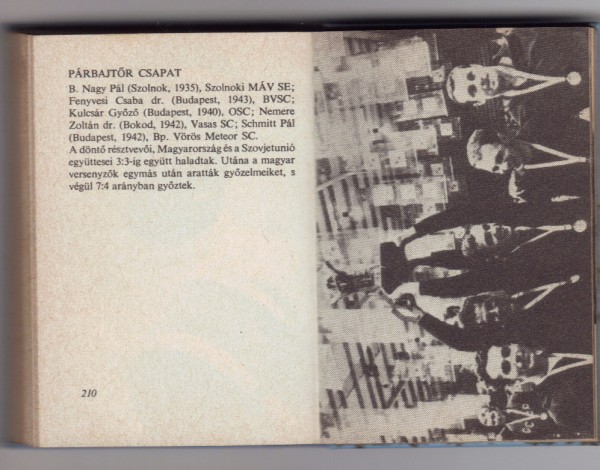 PÁRBAJTŐR CSAPAT
B. Nagy Pál (Szolnok, 1935), Szolnoki MÁV SE;
Fenyvesi Csaba dr. (Budapest, 1943), BVSC;
Kulcsár Győző (Budapest, 1940), OSC; Nemere
Zoltán dr. (Bokod, 1942), Vasas SC; Schmitt Pál
(Budapest, 1942), Bp. Vörös Meteor SC.
A döntő résztvevői, Magyarország és a Szovjetunió
együttesei 3:3-ig együtt haladtak. Utána a magyar
versenyzők egymás után aratták győzelmeiket, s
végül 7:4 arányban győztek.
210